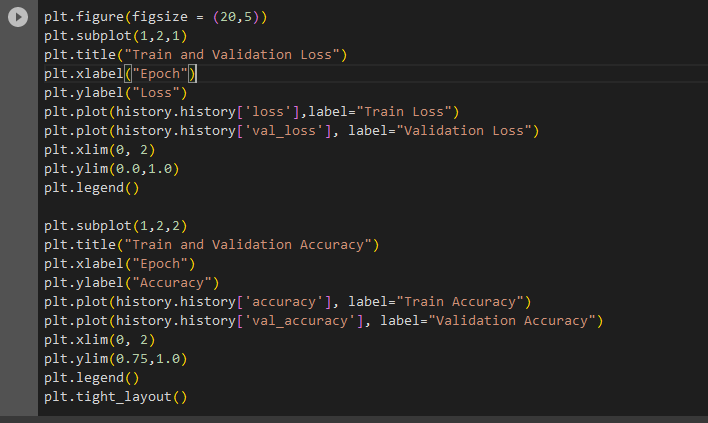 plt.figure(figsize = (20,5))
plt.subplot(1,2,1)
plt.title("Train and Validation Loss")
plt.xlabel("Epoch")
plt.ylabel("Loss")
plt.plot(history.history['loss'],label="Train Loss")
plt.plot(history.history['val_loss'], label="Validation Loss")
plt.xlim(0, 2)
plt.ylim(0.0,1.0)
plt.legend()

plt.subplot(1,2,2)
plt.title("Train and Validation Accuracy")
plt.xlabel("Epoch")
plt.ylabel("Accuracy")
plt.plot(history.history['accuracy'], label="Train Accuracy")
plt.plot(history.history['val_accuracy'], label="Validation Accuracy")
plt.xlim(0, 2)
plt.ylim(0.75,1.0)
plt.legend()
plt.tight_layout()